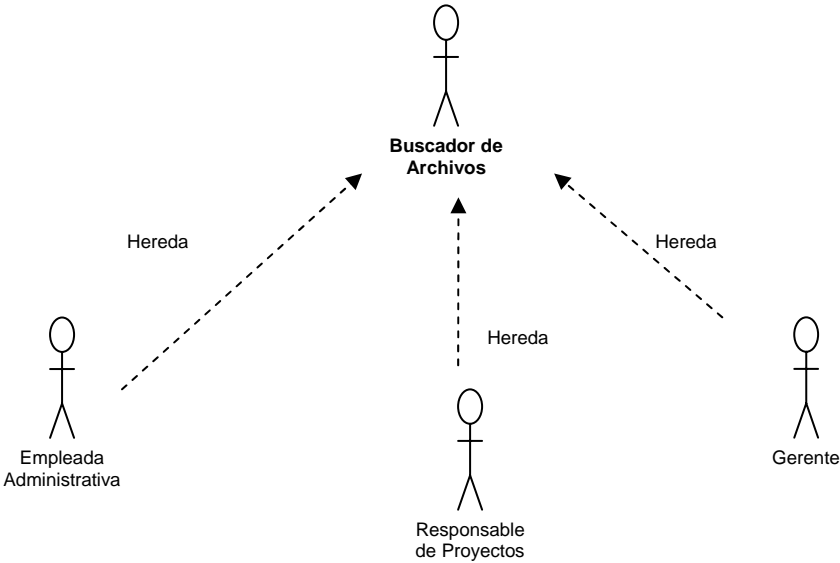 Buscador de
Archivos
Hereda
Hereda
Hereda
Empleada
Administrativa
Gerente
Responsable
de Proyectos